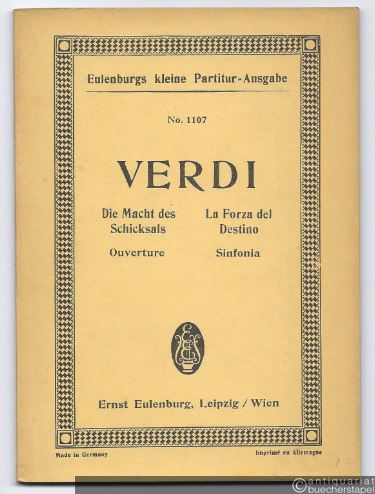 Eulenburgs kleine Partitur-Ausgabe
No. 1107
VERDI
Die Macht des Schicksals
La Forza del Destino
Ouverture
Sinfonia
Ernst Eulenburg, Leipzig / Wien
Made in Germany
Imprimé en Allemagne
antiquariat
buecherstapel